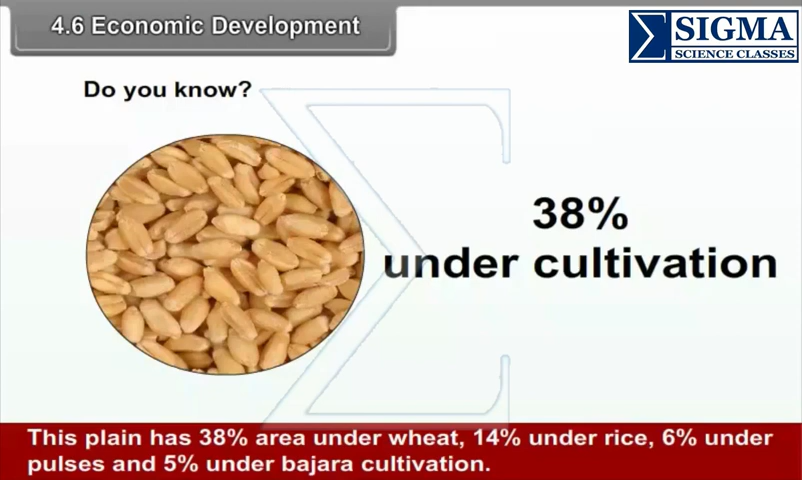 4.6 Economic Development
SIGMA
SCIENCE CLASSES
Do you know?
38%
under cultivation
This plain has 38% area under wheat, 14% under rice, 6% under
pulses and 5% under bajara cultivation.